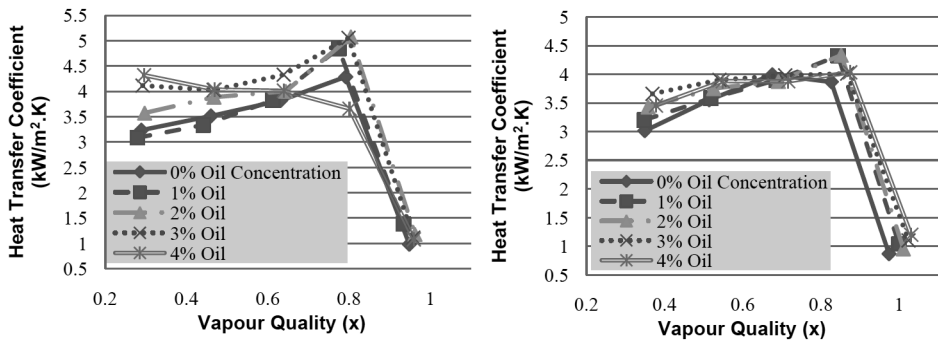 Heat Transfer Coefficient
(kW/m².K)
5.5
5
4.5
4
3.5
3
2.5
2
1.5
1
0.5
0% Oil Concentration
1% Oil
2% Oil
3% Oil
4% Oil
0.2
0.4
0.6
0.8
1
Vapour Quality (x)
Heat Transfer Coefficient
(kW/m².K)
5
4.5
4
3.5
3
2.5
2
1.5
1
0.5
0% Oil Concentration
1% Oil
2% Oil
3% Oil
4% Oil
0.2
0.4
0.6
0.8
1
Vapour Quality (x)